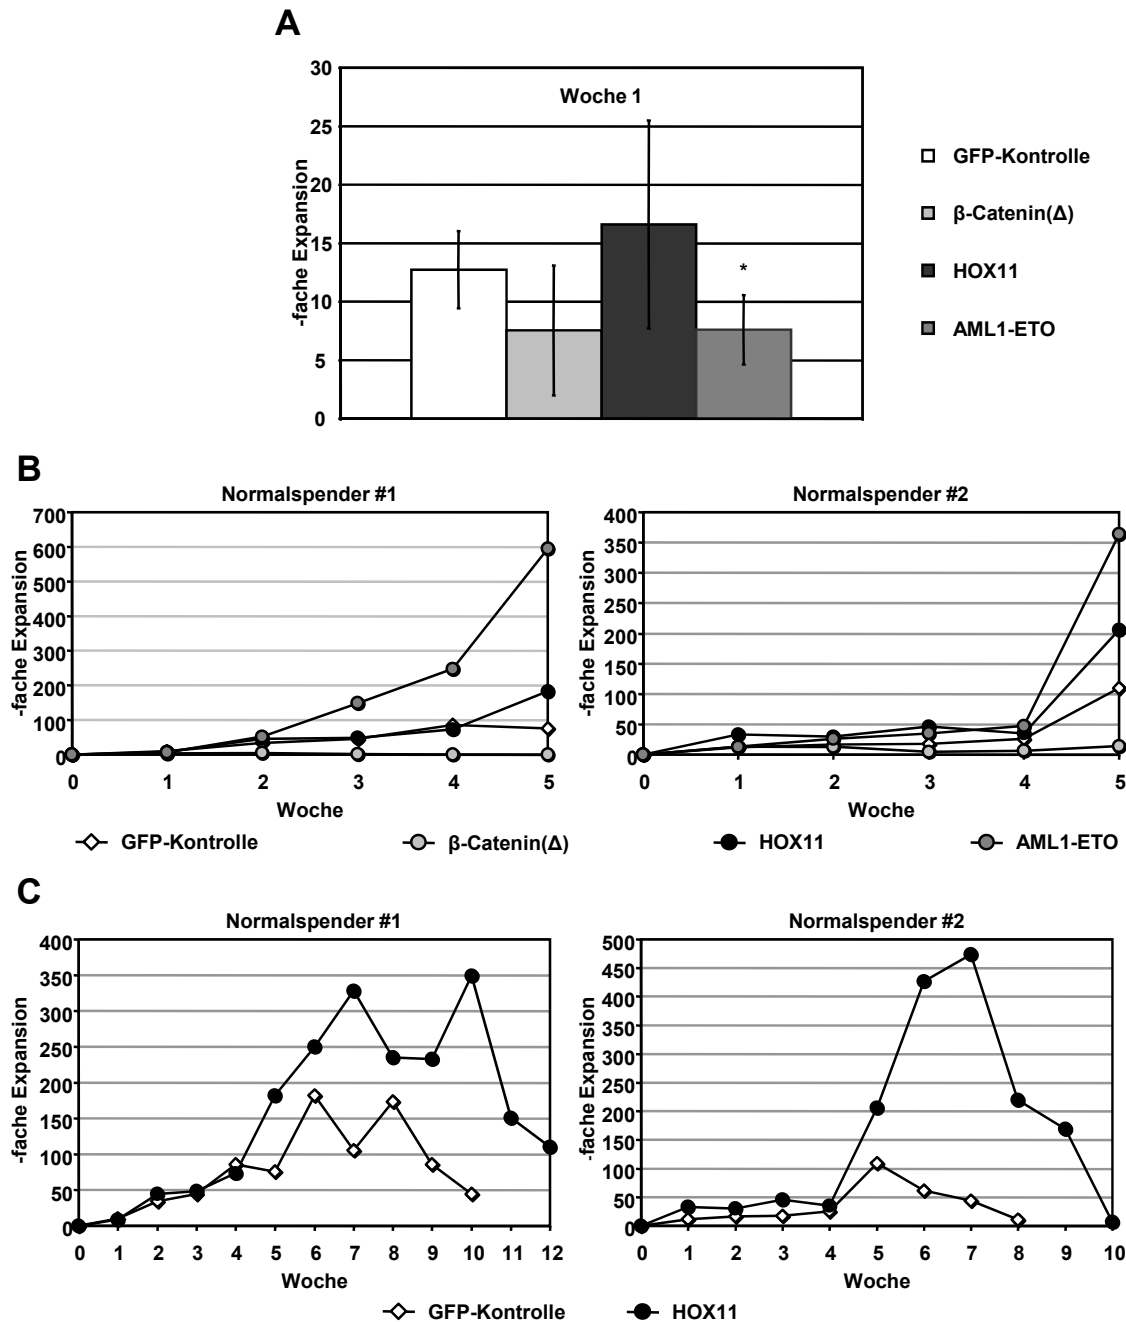 A
Woche 1
-fache Expansion
30
25
20
15
10
5
0
*
GFP-Kontrolle
β-Catenin(Δ)
HOX11
AML1-ETO
B
Normalspender #1
-fache Expansion
700
600
500
400
300
200
100
0
0 1 2 3 4 5
Woche
Normalspender #2
-fache Expansion
400
350
300
250
200
150
100
50
0
0 1 2 3 4 5
Woche
GFP-Kontrolle β-Catenin(Δ) HOX11 AML1-ETO
C
Normalspender #1
-fache Expansion
400
350
300
250
200
150
100
50
0
0 1 2 3 4 5 6 7 8 9 10 11 12
Woche
Normalspender #2
-fache Expansion
500
450
400
350
300
250
200
150
100
50
0
0 1 2 3 4 5 6 7 8 9 10
Woche
GFP-Kontrolle HOX11